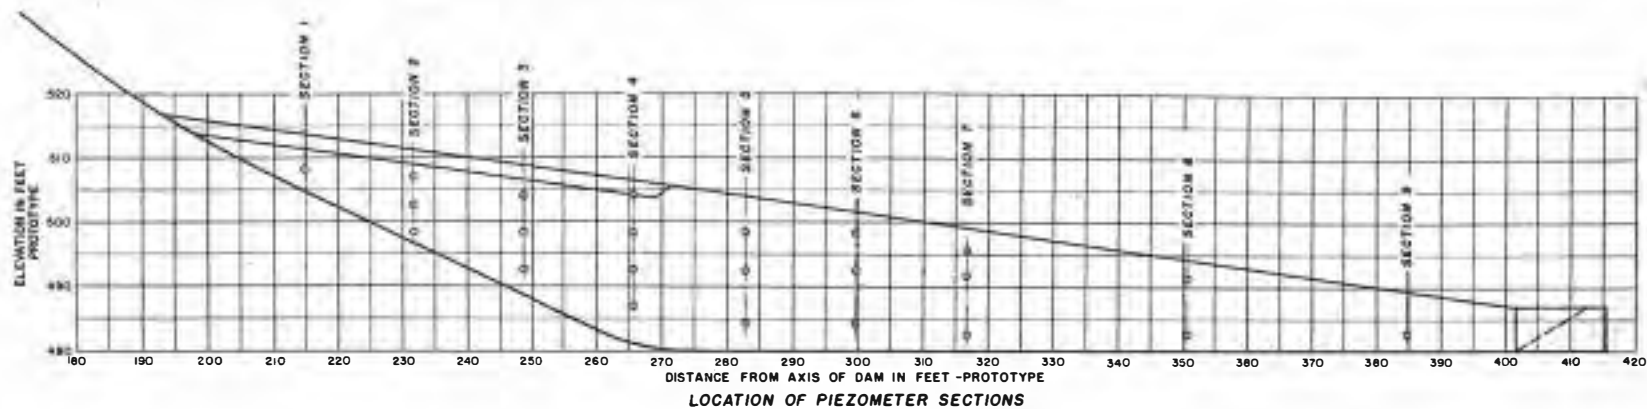 SECTION 1
SECTION 2
SECTION 3
SECTION 4
SECTION 5
SECTION 6
SECTION 7
SECTION 8
SECTION 9
520
510
500
490
480
ELEVATION IN FEET
PROTOTYPE
180 190 200 210 220 230 240 250 260 270 280 290 300 310 320 330 340 350 360 370 380 390 400 410 420
DISTANCE FROM AXIS OF DAM IN FEET -PROTOTYPE
LOCATION OF PIEZOMETER SECTIONS